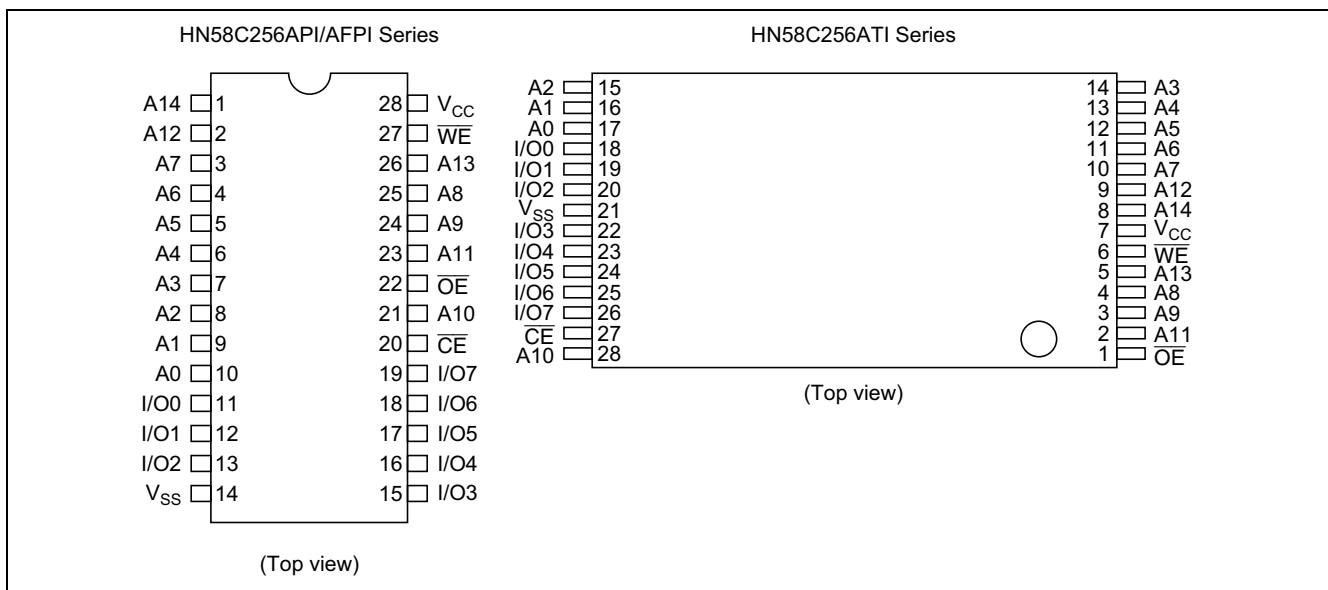 HN58C256API/AFPI Series
A14 1 28 VCC
A12 2 27 WE
A7 3 26 A13
A6 4 25 A8
A5 5 24 A9
A4 6 23 A11
A3 7 22 OE
A2 8 21 A10
A1 9 20 CE
A0 10 19 I/O7
I/O0 11 18 I/O6
I/O1 12 17 I/O5
I/O2 13 16 I/O4
VSS 14 15 I/O3
(Top view)
HN58C256ATI Series
A2 15 14 A3
A1 16 13 A4
A0 17 12 A5
I/O0 18 11 A6
I/O1 19 10 A7
I/O2 20 9 A12
VSS 21 8 A14
I/O3 22 7 VCC
I/O4 23 6 WE
I/O5 24 5 A13
I/O6 25 4 A8
I/O7 26 3 A9
CE 27 2 A11
A10 28 1 OE
(Top view)